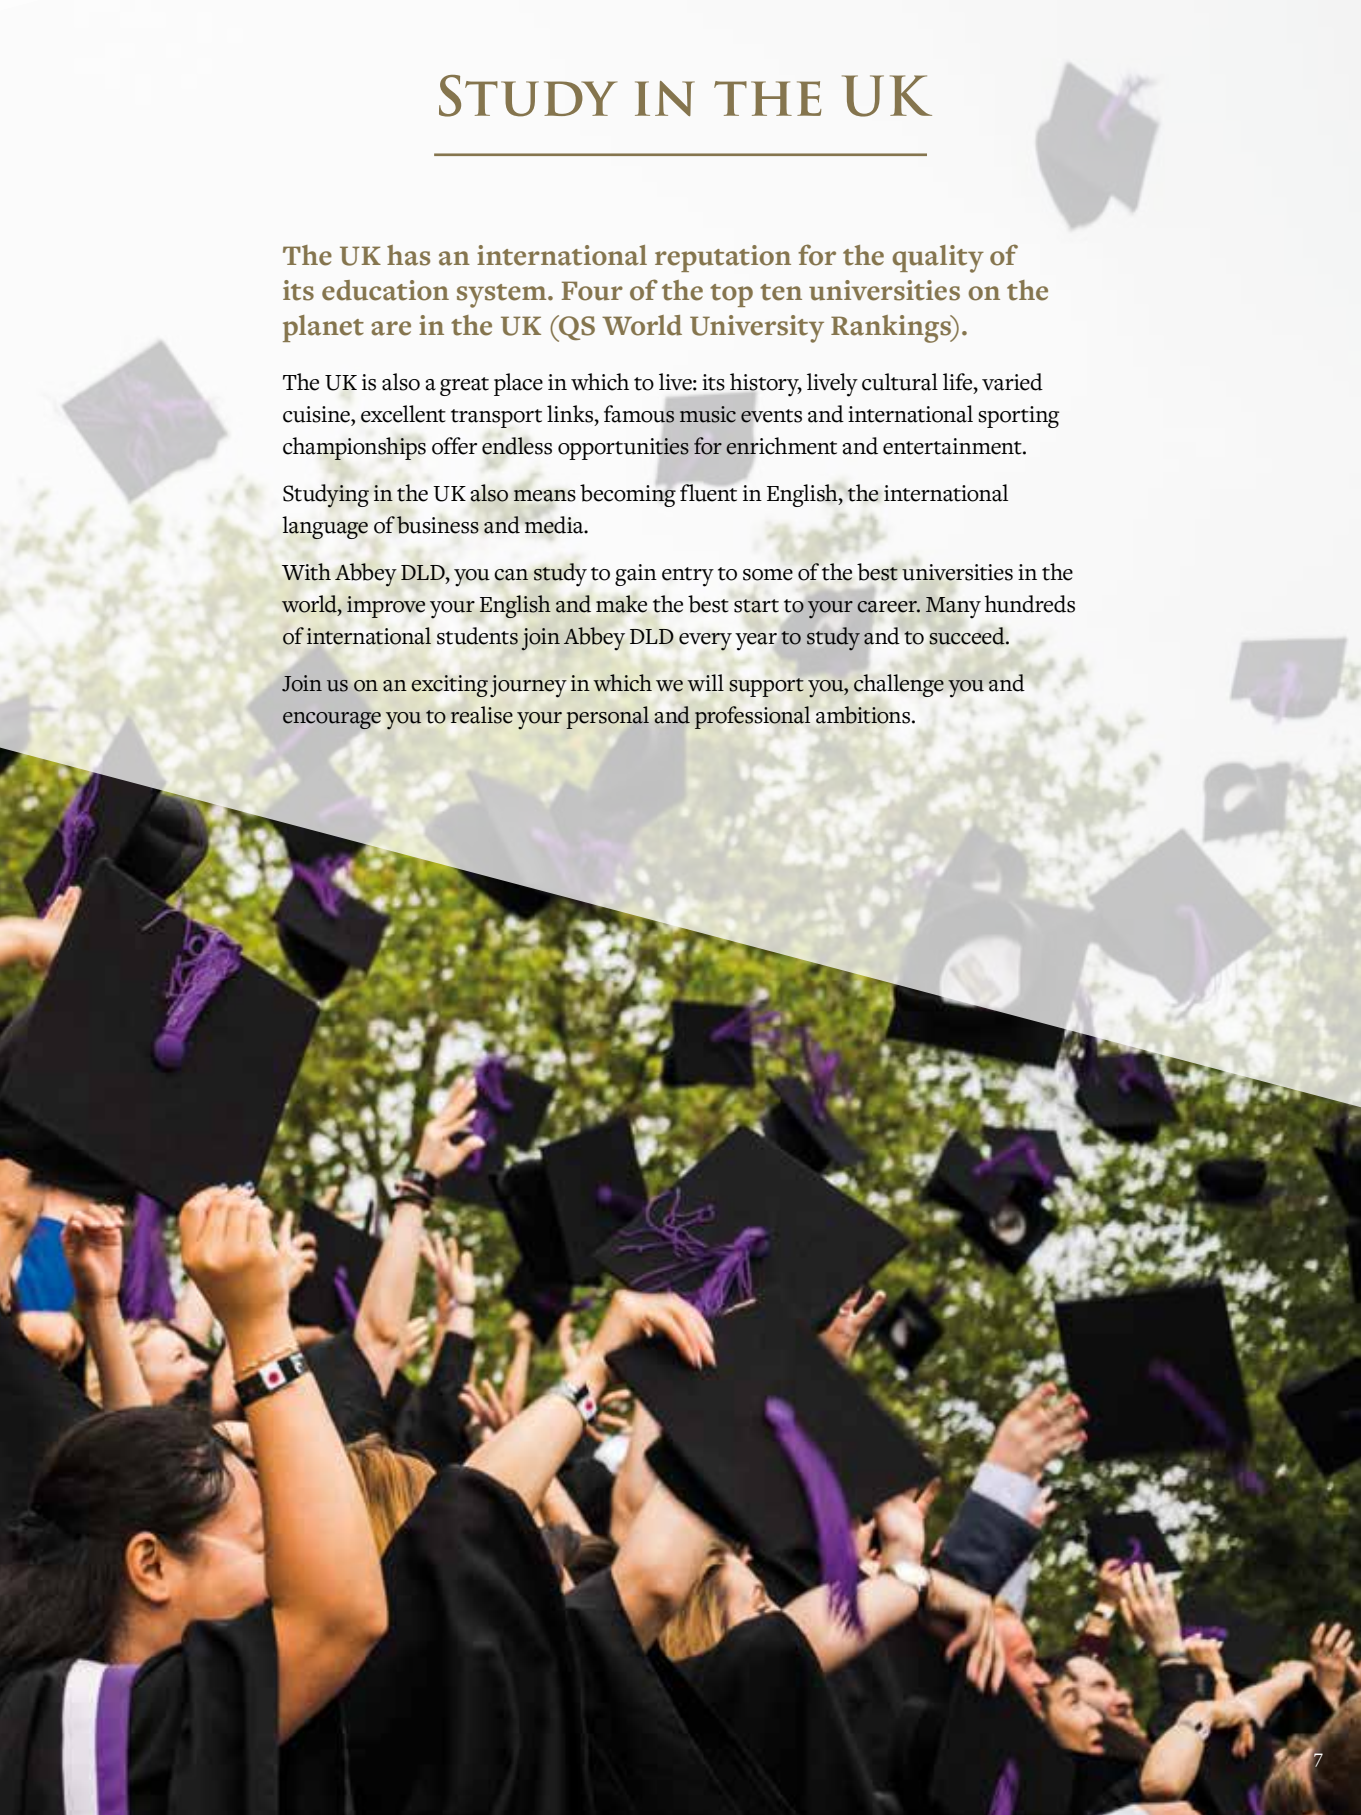 Study in the UK
The UK has an international reputation for the quality of
its education system. Four of the top ten universities on the
planet are in the UK (QS World University Rankings).
The UK is also a great place in which to live: its history, lively cultural life, varied
cuisine, excellent transport links, famous music events and international sporting
championships offer endless opportunities for enrichment and entertainment.
Studying in the UK also means becoming fluent in English, the international
language of business and media.
With Abbey DLD, you can study to gain entry to some of the best universities in the
world, improve your English and make the best start to your career. Many hundreds
of international students join Abbey DLD every year to study and to succeed.
Join us on an exciting journey in which we will support you, challenge you and
encourage you to realise your personal and professional ambitions.
7